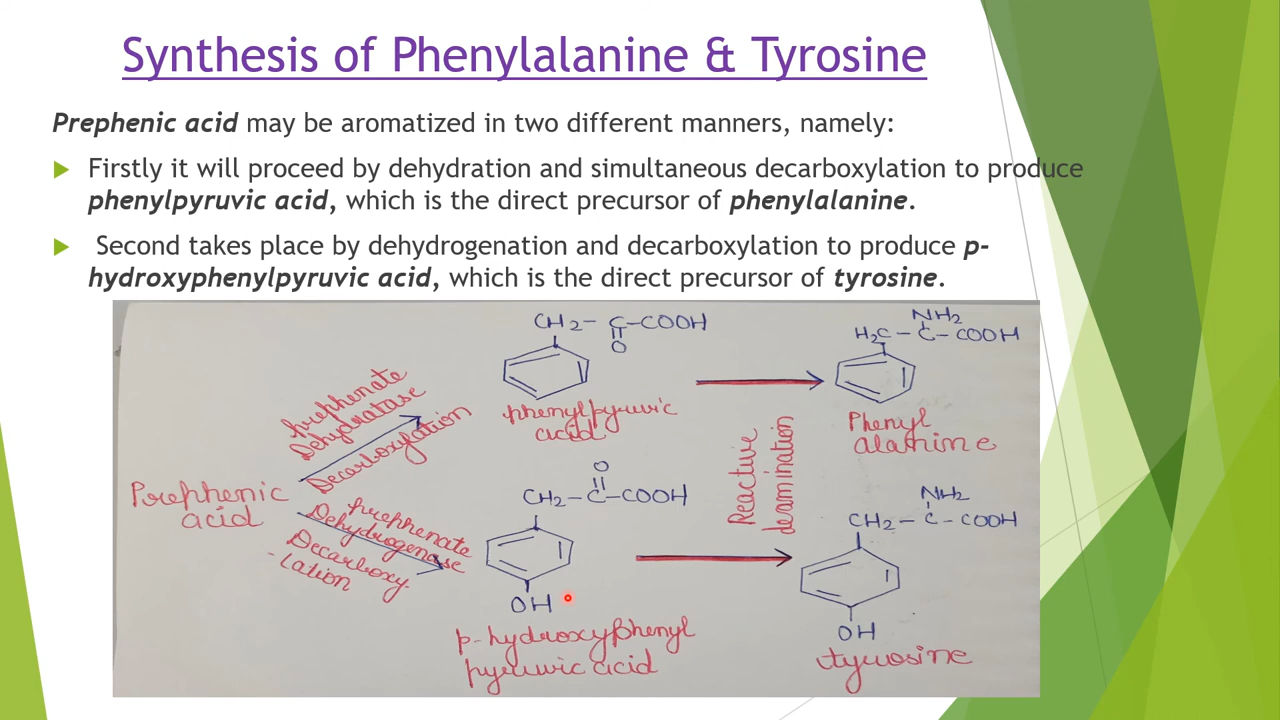 Synthesis of Phenylalanine & Tyrosine
Prephenic acid may be aromatized in two different manners, namely:
Firstly it will proceed by dehydration and simultaneous decarboxylation to produce
phenylpyruvic acid, which is the direct precursor of phenylalanine.
Second takes place by dehydrogenation and decarboxylation to produce p-
hydroxyphenylpyruvic acid, which is the direct precursor of tyrosine.
CH2-C-COOH
O
phenylpyruvic
acid
NH2
H2C-C-COOH
Phenyl
alanine
prephenate
Dehydratase
Decarboxylation
Prephenic
acid
prephenate
Dehydrogenase
Decarboxy
-lation
Reactive
deamination
O
CH2-C-COOH
OH
p-hydroxyphenyl
pyruvic acid
NH2
CH2-C-COOH
OH
tyrosine